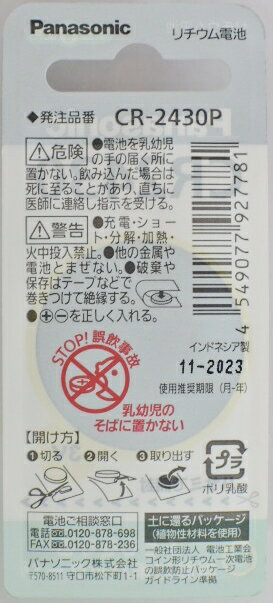 Panasonic
リチウム電池
◆発注品番 CR-2430P
⚠危険 ●電池を乳幼児
の手の届く所に
置かない。飲み込んだ場合は
死に至ることがあり、直ちに
医師に連絡し指示を受ける。
⚠警告 ●充電・ショー
ト・分解・加熱・
火中投入禁止。●他の金属や
電池とまぜない。●破棄や
保存はテープなどで
巻きつけて絶縁する。
●⊕⊖を正しく入れる。
4 549077 927781
STOP! 誤飲事故
乳幼児の
そばに置かない
インドネシア製
11-2023
使用推奨期限 (月-年)
【開け方】
①切る ②開く ③取り出す
プラ
ポリ乳酸
電池ご相談窓口
電話 0120-878-698
FAX 0120-878-236
パナソニック株式会社
〒570-8511 守口市松下町1-1
土に還るパッケージ
(植物性材料を使用)
一般社団法人 電池工業会
コイン形リチウム一次電池
の誤飲防止パッケージ
ガイドライン準拠